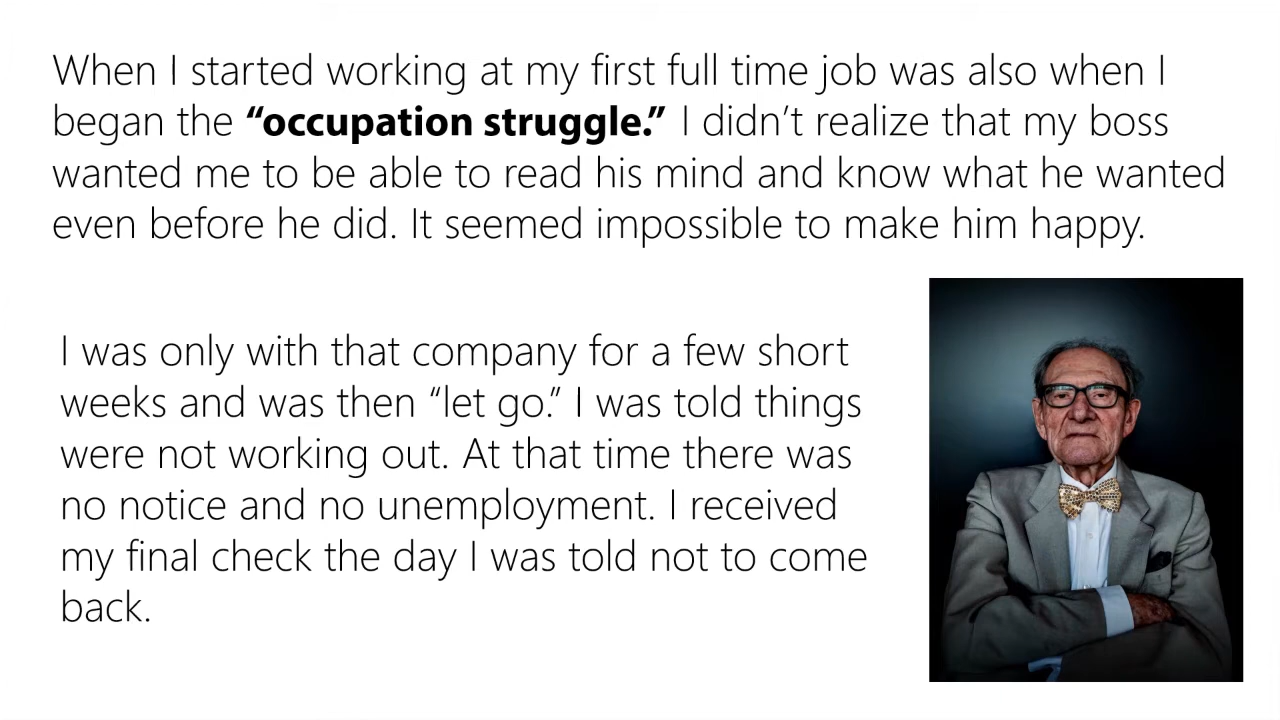 When I started working at my first full time job was also when I
began the “occupation struggle.” I didn’t realize that my boss
wanted me to be able to read his mind and know what he wanted
even before he did. It seemed impossible to make him happy.
I was only with that company for a few short
weeks and was then “let go.” I was told things
were not working out. At that time there was
no notice and no unemployment. I received
my final check the day I was told not to come
back.